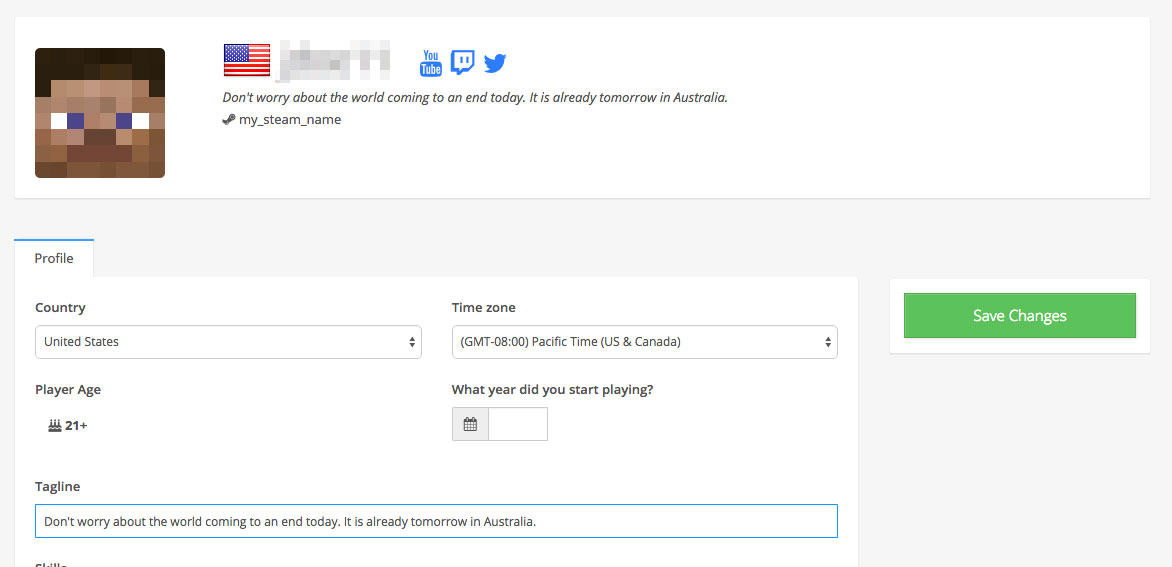 You
Tube
Don't worry about the world coming to an end today. It is already tomorrow in Australia.
my_steam_name
Profile
Country
Time zone
Save Changes
United States
(GMT-08:00) Pacific Time (US & Canada)
Player Age
What year did you start playing?
21+
Tagline
Don't worry about the world coming to an end today. It is already tomorrow in Australia.
Skills